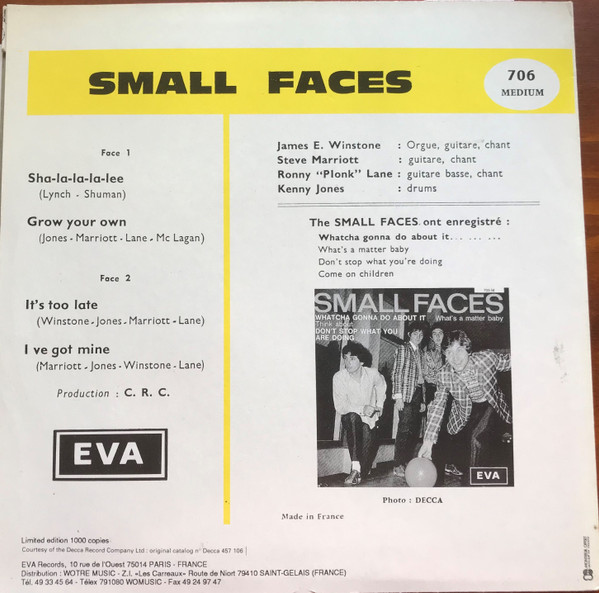 SMALL FACES
706
MEDIUM
Face 1
Sha-la-la-la-lee
(Lynch - Shuman)
Grow your own
(Jones - Marriott - Lane - Mc Lagan)
Face 2
It's too late
(Winstone - Jones - Marriott - Lane)
I ve got mine
(Marriott - Jones - Winstone - Lane)
Production : C. R. C.
EVA
James E. Winstone : Orgue, guitare, chant
Steve Marriott : guitare, chant
Ronny "Plonk" Lane : guitare basse, chant
Kenny Jones : drums
The SMALL FACES ont enregistré :
Whatcha gonna do about it... ... ...
What's a matter baby
Don't stop what you're doing
Come on children
SMALL FACES
WHATCHA GONNA DO ABOUT IT What's a matter baby
Think about
DON'T STOP WHAT YOU
ARE DOING
EVA
Photo : DECCA
Made in France
Limited edition 1000 copies
Courtesy of the Decca Record Company Ltd : original catalog n° Decca 457 106
EVA Records, 10 rue de l'Ouest 75014 PARIS - FRANCE
Distribution : WOTRE MUSIC - Z.I. «Les Carreaux» Route de Niort 79410 SAINT-GELAIS (FRANCE)
Tél. 49 33 45 64 - Télex 791080 WOMUSIC - Fax 49 24 97 47